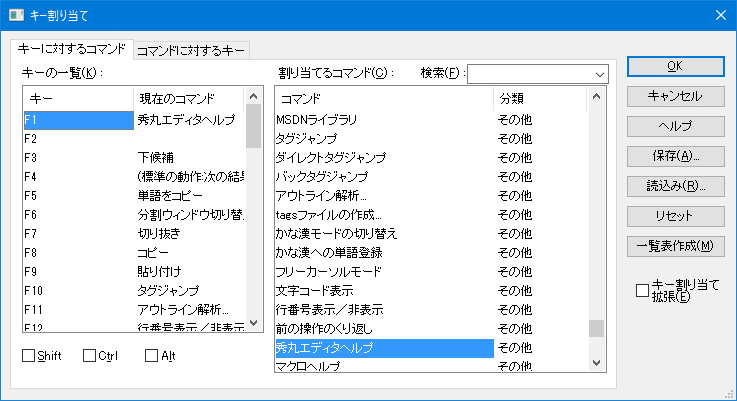 キー割り当て
キーに対するコマンド コマンドに対するキー
キーの一覧(K): 割り当てるコマンド(C): 検索(F):
キー 現在のコマンド コマンド 分類
F1 秀丸エディタヘルプ MSDNライブラリ その他
F2 タグジャンプ その他
F3 下候補 ダイレクトタグジャンプ その他
F4 (標準の動作:次の結果 バックタグジャンプ その他
F5 単語をコピー アウトライン解析... その他
F6 分割ウィンドウ切り替え tagsファイルの作成... その他
F7 切り抜き かな漢モードの切り替え その他
F8 コピー かな漢への単語登録 その他
F9 貼り付け フリーカーソルモード その他
F10 タグジャンプ 文字コード表示 その他
F11 アウトライン解析... 行番号表示／非表示 その他
F12 行番号表示／非表示 前の操作のくり返し その他
秀丸エディタヘルプ その他
マクロヘルプ その他
Shift Ctrl Alt
OK
キャンセル
ヘルプ
保存(A)...
読込み(R)...
リセット
一覧表作成(M)
キー割り当て
拡張(E)